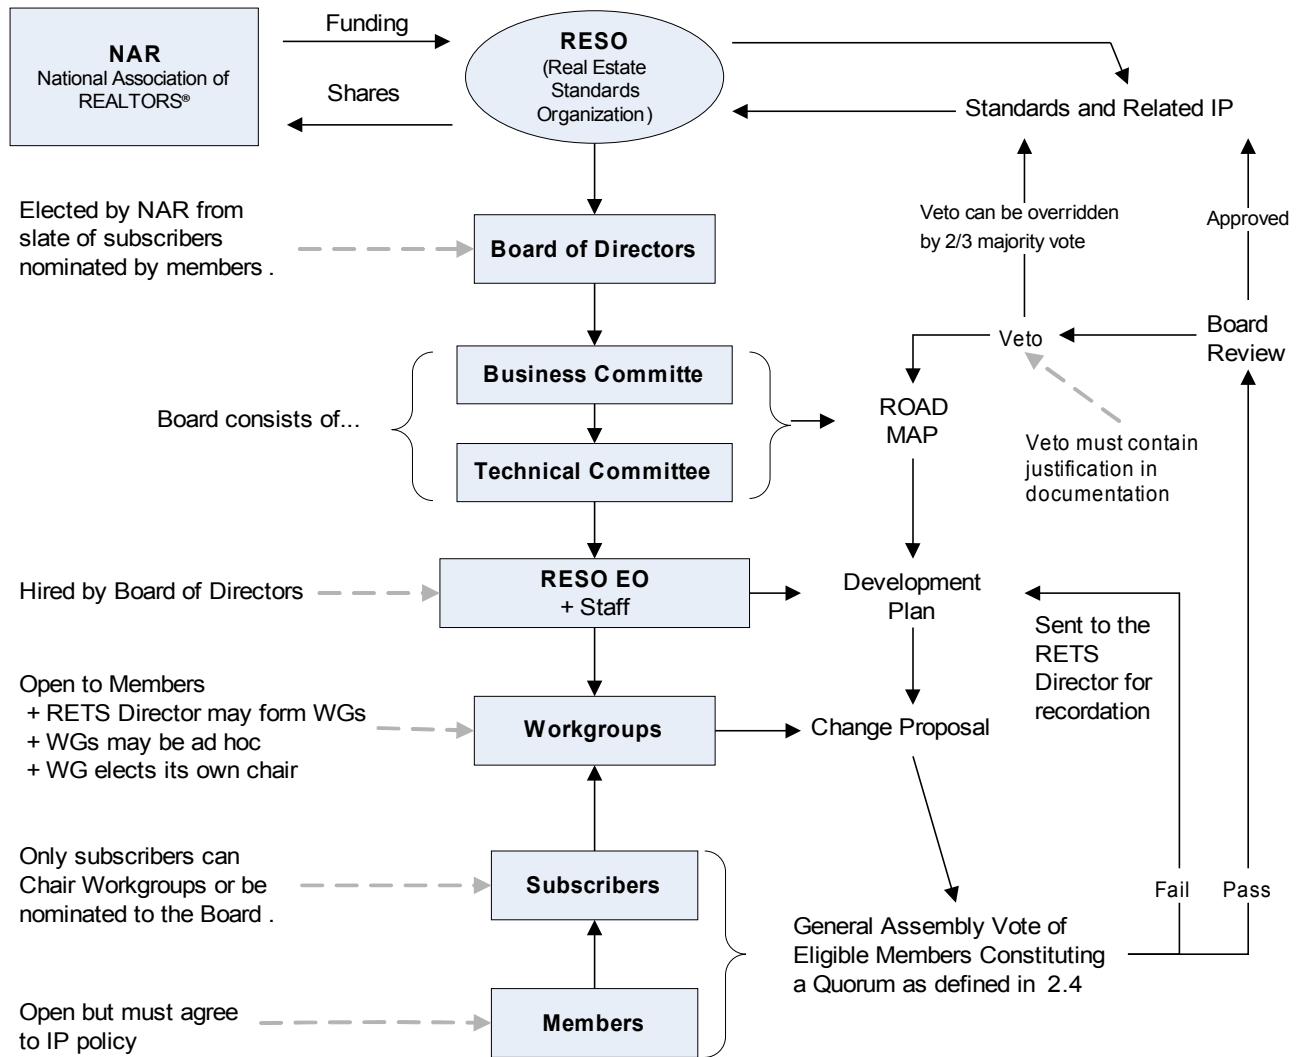 NAR
National Association of
REALTORS®
Funding
Shares
RESO
(Real Estate
Standards
Organization)
Standards and Related IP
Elected by NAR from
slate of subscribers
nominated by members .
Board of Directors
Veto can be overridden
by 2/3 majority vote
Approved
Board consists of...
Business Committe
Technical Committee
ROAD
MAP
Veto
Board
Review
Veto must contain
justification in
documentation
Hired by Board of Directors
RESO EO
+ Staff
Development
Plan
Sent to the
RETS
Director for
recordation
Open to Members
+ RETS Director may form WGs
+ WGs may be ad hoc
+ WG elects its own chair
Workgroups
Change Proposal
Only subscribers can
Chair Workgroups or be
nominated to the Board .
Subscribers
Fail
Pass
General Assembly Vote of
Eligible Members Constituting
a Quorum as defined in 2.4
Open but must agree
to IP policy
Members